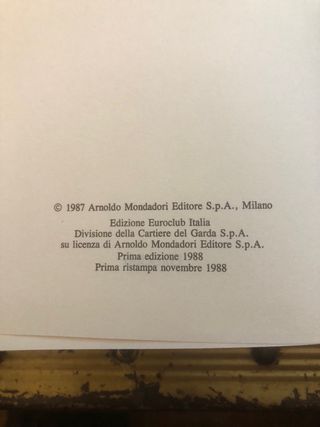 © 1987 Arnoldo Mondadori Editore S.p.A., Milano
Edizione Euroclub Italia
Divisione della Cartiere del Garda S.p.A.
su licenza di Arnoldo Mondadori Editore S.p.A.
Prima edizione 1988
Prima ristampa novembre 1988